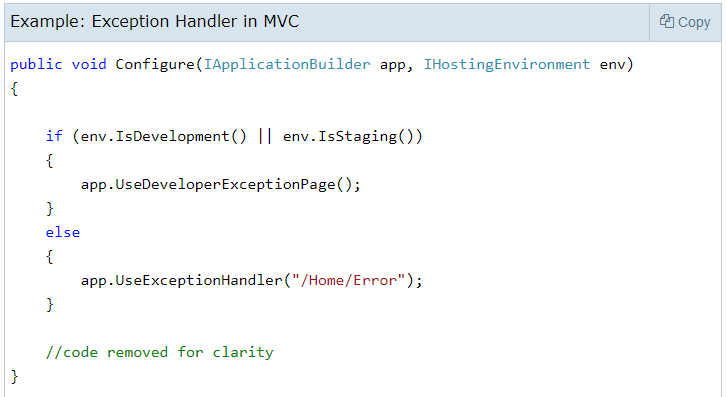 Example: Exception Handler in MVC
Copy
public void Configure(IApplicationBuilder app, IHostingEnvironment env)
{
if (env.IsDevelopment() || env.IsStaging())
{
app.UseDeveloperExceptionPage();
}
else
{
app.UseExceptionHandler("/Home/Error");
}
//code removed for clarity
}